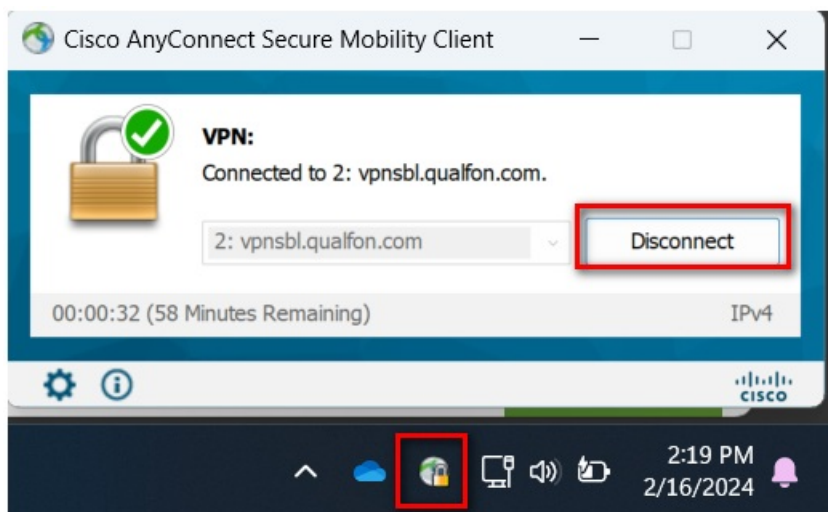 Cisco AnyConnect Secure Mobility Client
VPN:
Connected to 2: vpnsbl.qualfon.com.
2: vpnsbl.qualfon.com
Disconnect
00:00:32 (58 Minutes Remaining)
IPv4
CISCO
2:19 PM
2/16/2024